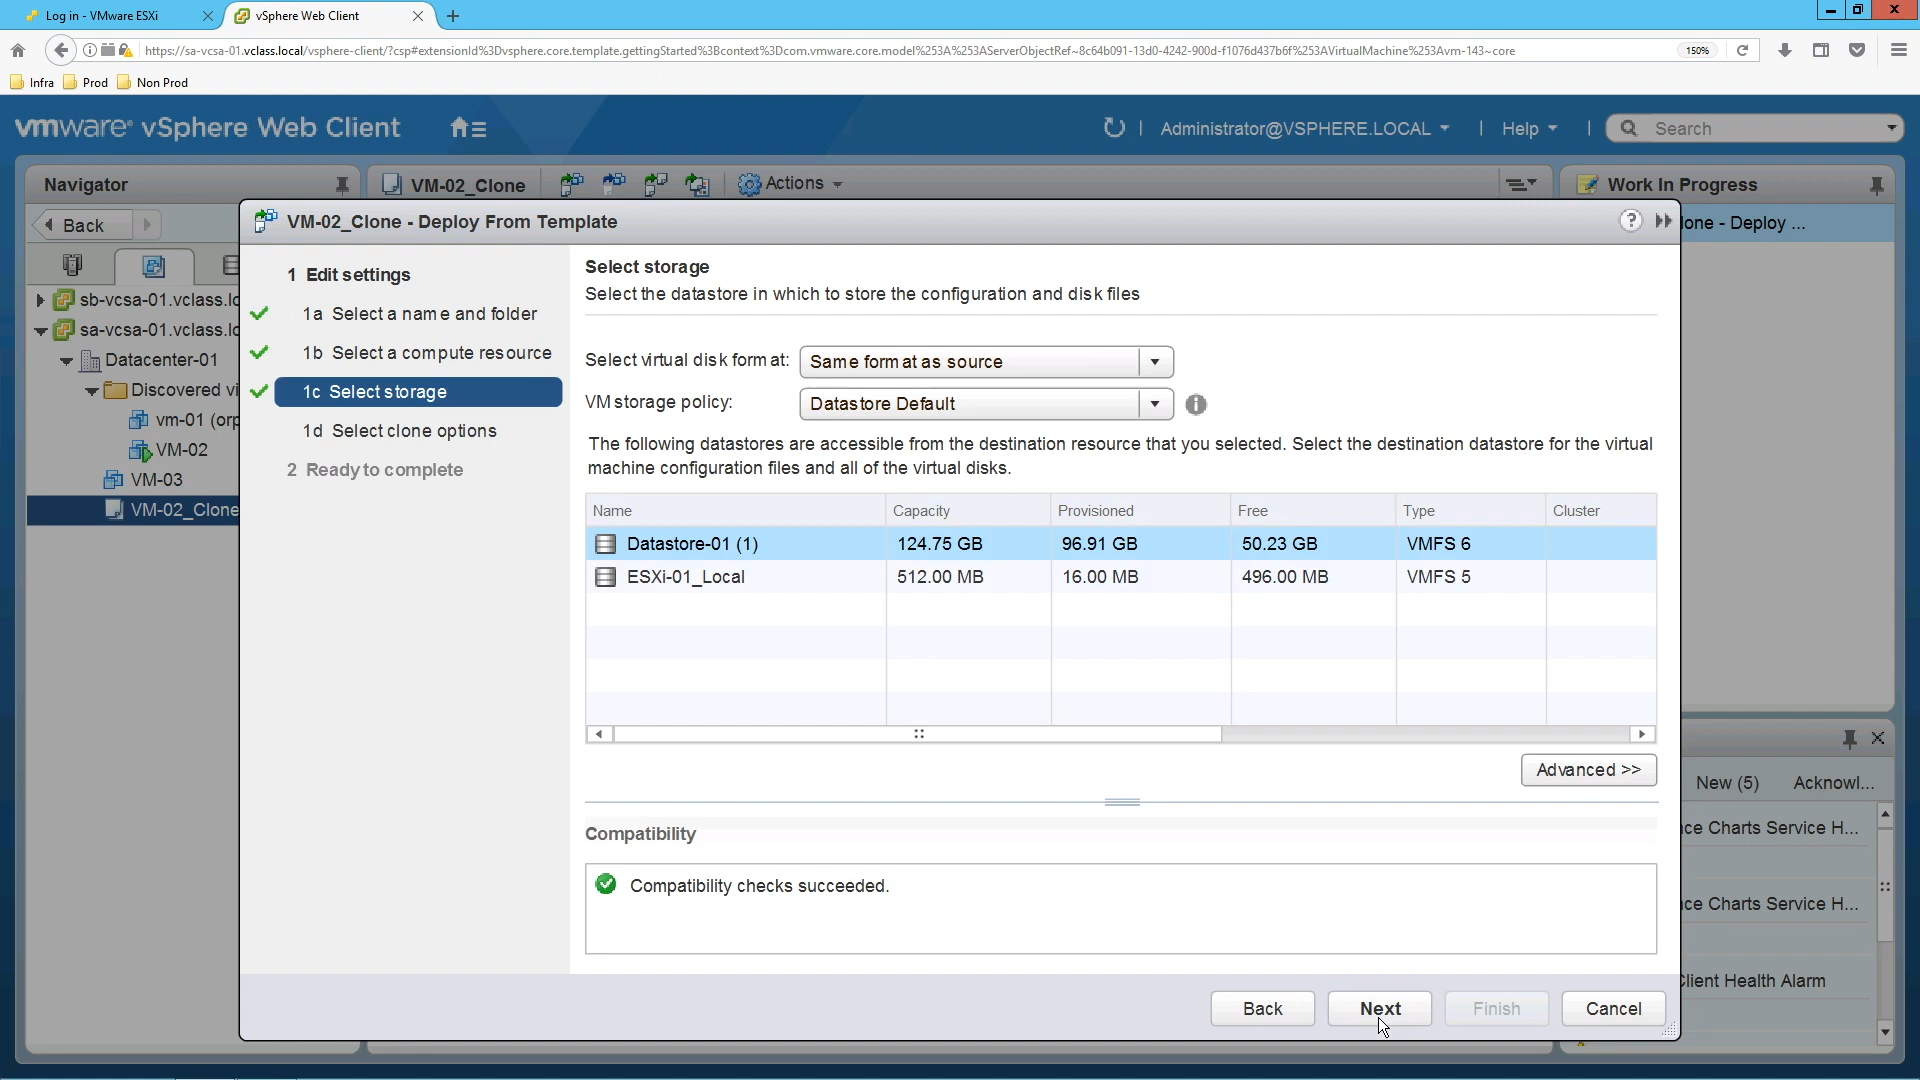 Log in - VMware ESXi
vSphere Web Client
https://sa-vcsa-01.vclass.local/vsphere-client/?csp#extensionId%3Dvsphere.core.template.gettingStarted%3Bcontext%3Dcom.vmware.core.model%253A%253AServerObjectRef~8c64b091-13d0-4242-900d-f1076d437b6f%253AVirtualMachine%253Avm-143~core
150%
Infra
Prod
Non Prod
vmware® vSphere Web Client
Administrator@VSPHERE.LOCAL
Help
Search
Navigator
VM-02_Clone
Actions
Work In Progress
Back
lone - Deploy ...
VM-02_Clone - Deploy From Template
sb-vcsa-01.vclass.lo
sa-vcsa-01.vclass.lo
Datacenter-01
Discovered vi
vm-01 (orp
VM-02
VM-03
VM-02_Clone
1 Edit settings
1a Select a name and folder
1b Select a compute resource
1c Select storage
1d Select clone options
2 Ready to complete
Select storage
Select the datastore in which to store the configuration and disk files
Select virtual disk format: Same format as source
VM storage policy: Datastore Default
The following datastores are accessible from the destination resource that you selected. Select the destination datastore for the virtual
machine configuration files and all of the virtual disks.
Name Capacity Provisioned Free Type Cluster
Datastore-01 (1) 124.75 GB 96.91 GB 50.23 GB VMFS 6
ESXi-01_Local 512.00 MB 16.00 MB 496.00 MB VMFS 5
Advanced >>
Compatibility
Compatibility checks succeeded.
Back
Next
Finish
Cancel
New (5)
Acknowl...
ce Charts Service H...
ce Charts Service H...
Client Health Alarm